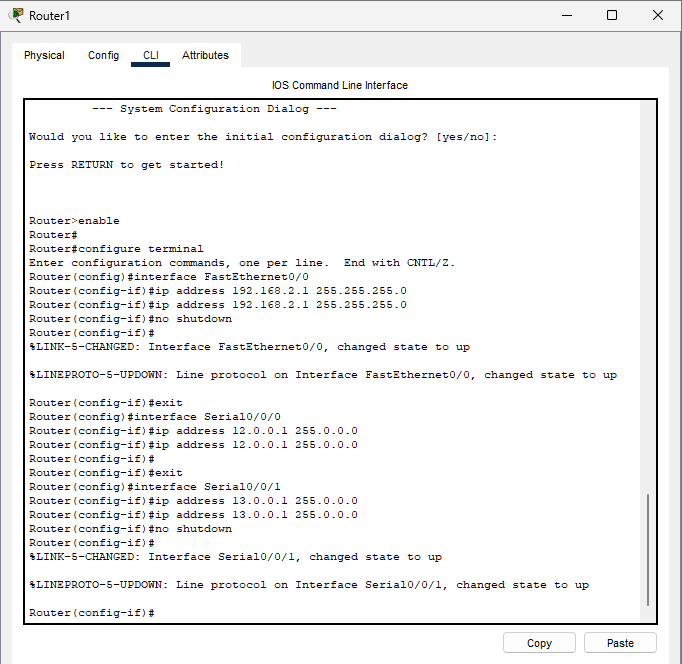 Router1
Physical Config CLI Attributes
IOS Command Line Interface
--- System Configuration Dialog ---
Would you like to enter the initial configuration dialog? [yes/no]:
Press RETURN to get started!
Router>enable
Router#
Router#configure terminal
Enter configuration commands, one per line.  End with CNTL/Z.
Router(config)#interface FastEthernet0/0
Router(config-if)#ip address 192.168.2.1 255.255.255.0
Router(config-if)#ip address 192.168.2.1 255.255.255.0
Router(config-if)#no shutdown
Router(config-if)#
%LINK-5-CHANGED: Interface FastEthernet0/0, changed state to up
%LINEPROTO-5-UPDOWN: Line protocol on Interface FastEthernet0/0, changed state to up
Router(config-if)#exit
Router(config)#interface Serial0/0/0
Router(config-if)#ip address 12.0.0.1 255.0.0.0
Router(config-if)#ip address 12.0.0.1 255.0.0.0
Router(config-if)#
Router(config-if)#exit
Router(config)#interface Serial0/0/1
Router(config-if)#ip address 13.0.0.1 255.0.0.0
Router(config-if)#ip address 13.0.0.1 255.0.0.0
Router(config-if)#no shutdown
Router(config-if)#
%LINK-5-CHANGED: Interface Serial0/0/1, changed state to up
%LINEPROTO-5-UPDOWN: Line protocol on Interface Serial0/0/1, changed state to up
Router(config-if)#
Copy Paste